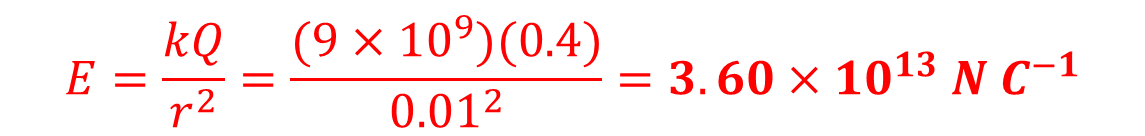 E = kQ/r² = (9 × 10⁹)(0.4)/0.01² = 3.60 × 10¹³ N C⁻¹